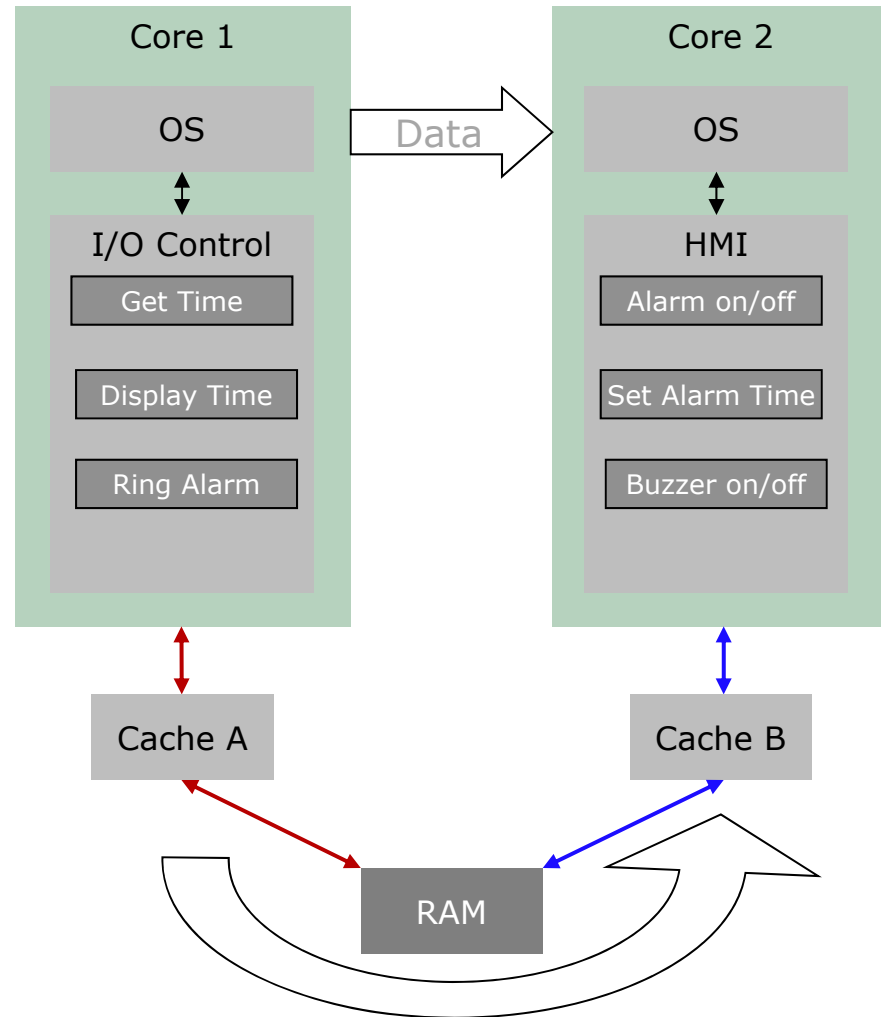 Core 1
Core 2
OS
Data
OS
I/O Control
HMI
Get Time
Alarm on/off
Display Time
Set Alarm Time
Ring Alarm
Buzzer on/off
Cache A
Cache B
RAM